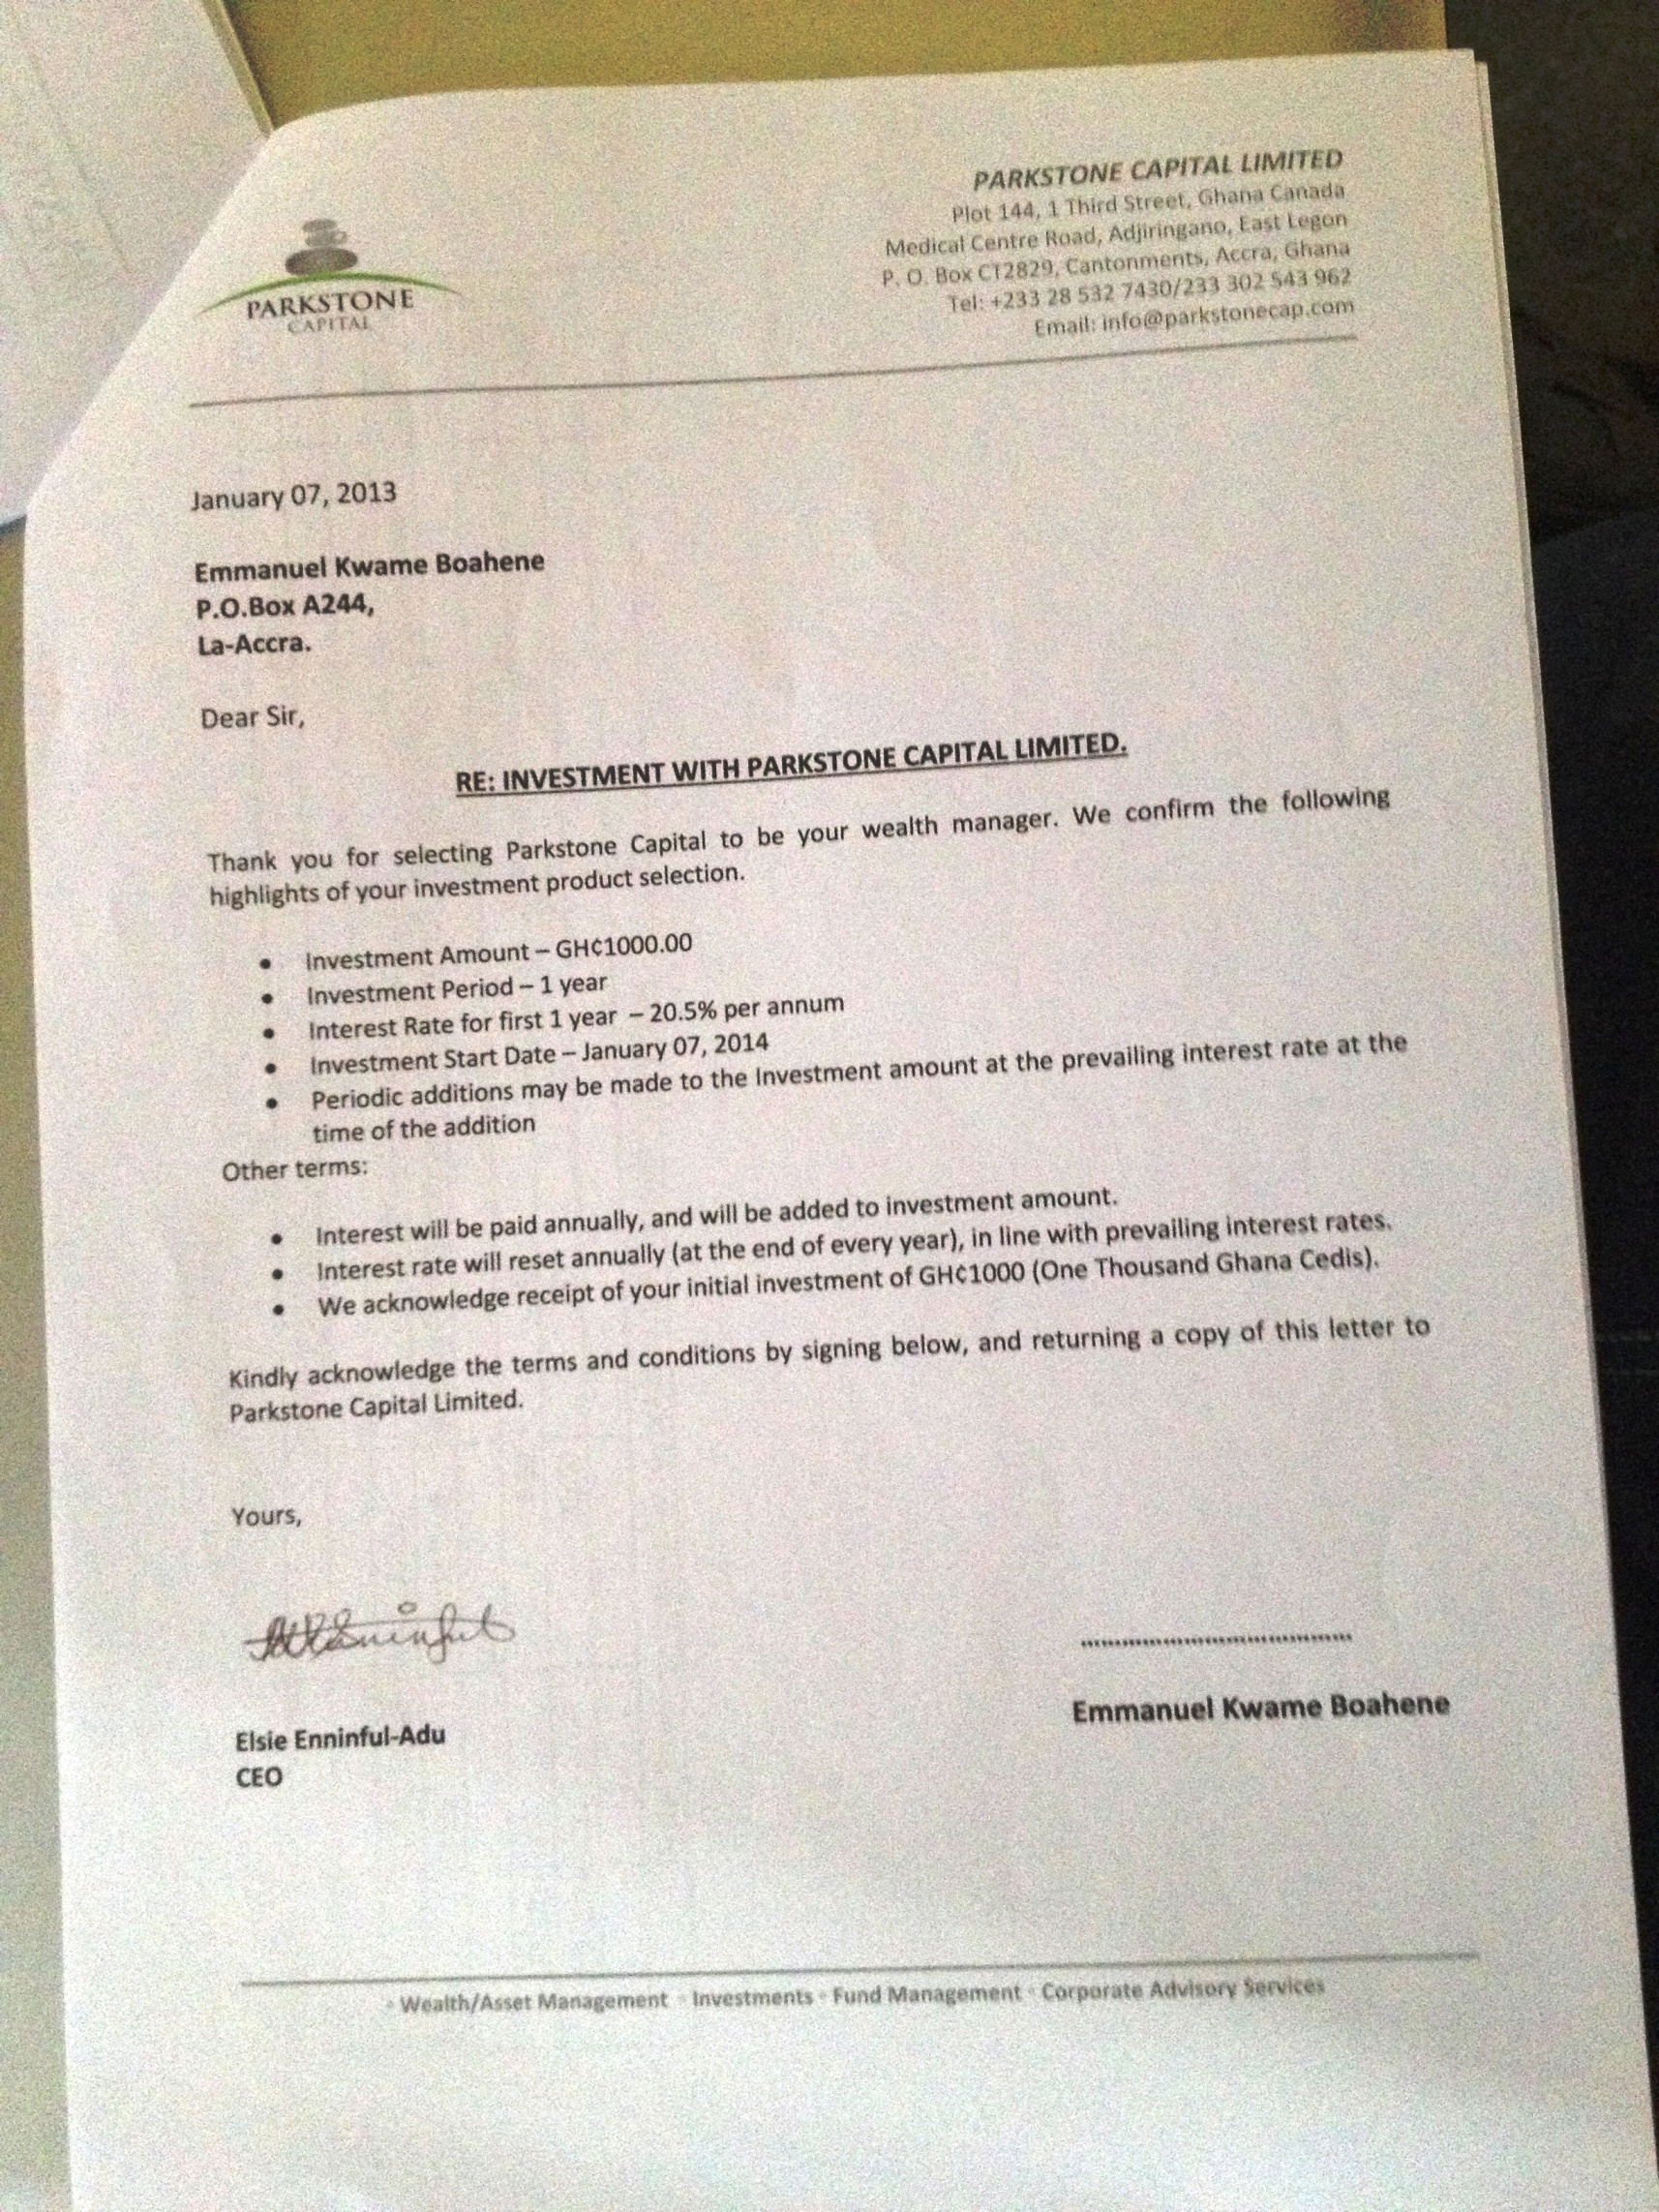 PARKSTONE
CAPITAL
PARKSTONE CAPITAL LIMITED
Plot 144, 1 Third Street, Ghana Canada
Medical Centre Road, Adjiringano, East Legon
P. O. Box CT2829, Cantonments, Accra, Ghana
Tel: +233 28 532 7430/233 302 543 962
Email: info@parkstonecap.com
January 07, 2013
Emmanuel Kwame Boahene
P.O.Box A244,
La-Accra.
Dear Sir,
RE: INVESTMENT WITH PARKSTONE CAPITAL LIMITED.
Thank you for selecting Parkstone Capital to be your wealth manager. We confirm the following
highlights of your investment product selection.
• Investment Amount – GH¢1000.00
• Investment Period – 1 year
• Interest Rate for first 1 year – 20.5% per annum
• Investment Start Date – January 07, 2014
• Periodic additions may be made to the Investment amount at the prevailing interest rate at the
time of the addition
Other terms:
• Interest will be paid annually, and will be added to investment amount.
• Interest rate will reset annually (at the end of every year), in line with prevailing interest rates.
• We acknowledge receipt of your initial investment of GH¢1000 (One Thousand Ghana Cedis).
Kindly acknowledge the terms and conditions by signing below, and returning a copy of this letter to
Parkstone Capital Limited.
Yours,
Elsie Enninful-Adu
CEO
Emmanuel Kwame Boahene
◦ Wealth/Asset Management ◦ Investments ◦ Fund Management ◦ Corporate Advisory Services